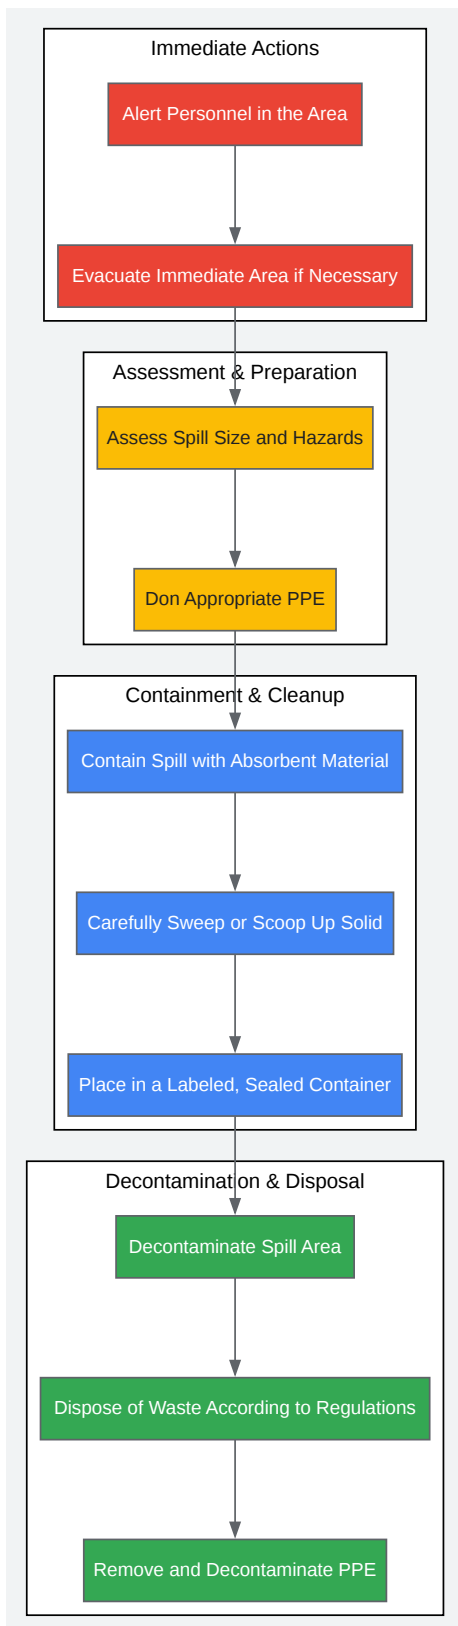 Immediate Actions
Alert Personnel in the Area
Evacuate Immediate Area if Necessary
Assessment & Preparation
Assess Spill Size and Hazards
Don Appropriate PPE
Containment & Cleanup
Contain Spill with Absorbent Material
Carefully Sweep or Scoop Up Solid
Place in a Labeled, Sealed Container
Decontamination & Disposal
Decontaminate Spill Area
Dispose of Waste According to Regulations
Remove and Decontaminate PPE